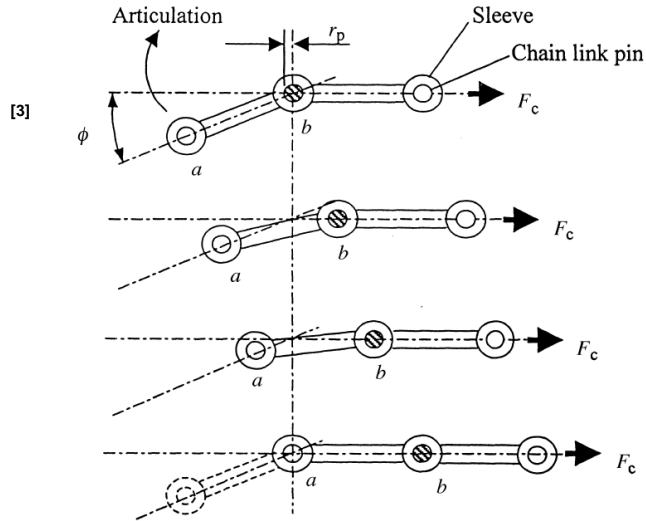 Articulation
r_p
Sleeve
Chain link pin
[3]
F_c
ϕ
b
a
F_c
a
b
F_c
a
b
F_c
a
b